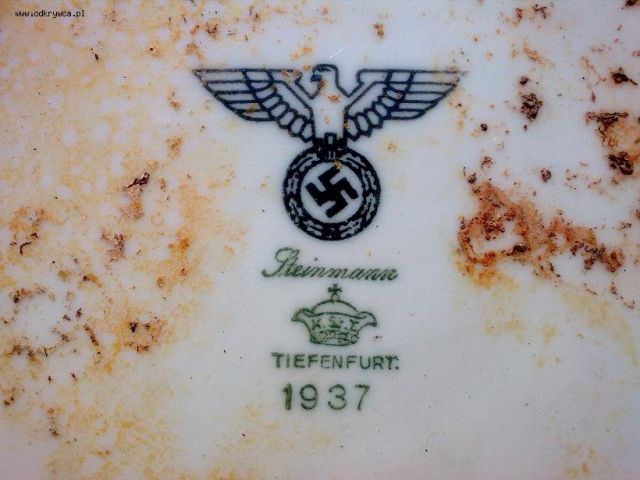 www.odkrywca.pl
Steinmann
TIEFENFURT.
1937